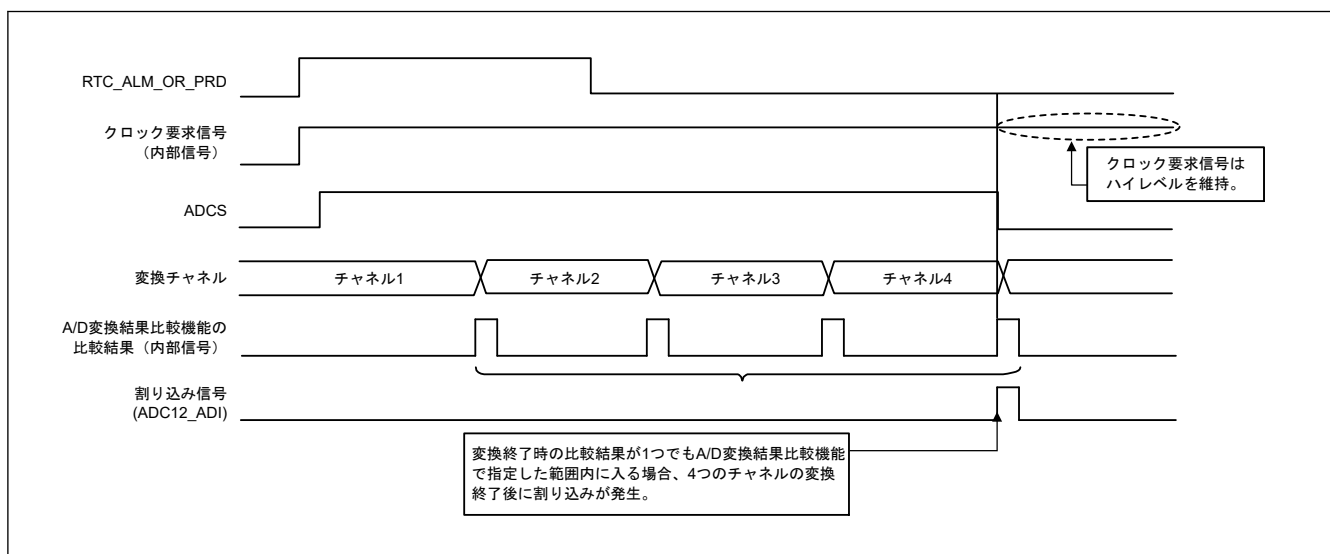 RTC_ALM_OR_PRD
クロック要求信号
（内部信号）
クロック要求信号は
ハイレベルを維持。
ADCS
変換チャネル
チャネル1
チャネル2
チャネル3
チャネル4
A/D変換結果比較機能の
比較結果（内部信号）
割り込み信号
(ADC12_ADI)
変換終了時の比較結果が1つでもA/D変換結果比較機能
で指定した範囲内に入る場合、4つのチャネルの変換
終了後に割り込みが発生。